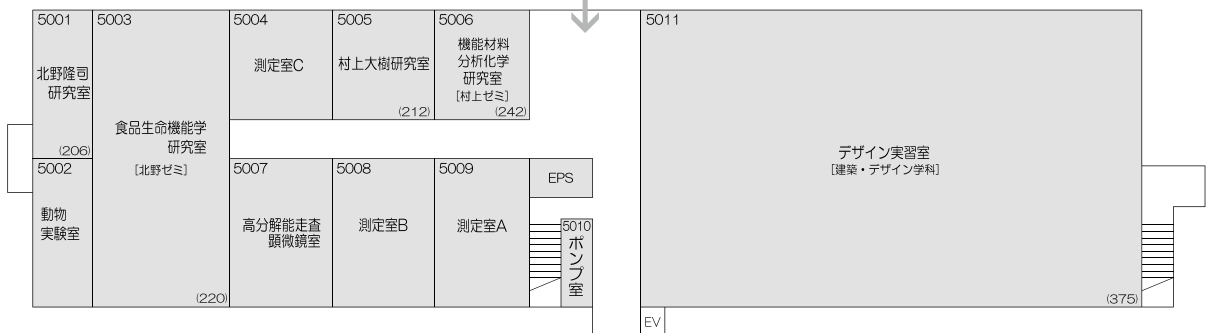 5001
北野隆司
研究室
(206)
5002
動物
実験室
5003
食品生命機能学
研究室
[北野ゼミ]
(220)
5004
測定室C
5005
村上大樹研究室
(212)
5006
機能材料
分析化学
研究室
[村上ゼミ]
(242)
5007
高分解能走査
顕微鏡室
5008
測定室B
5009
測定室A
EPS
5010
ポンプ室
5011
デザイン実習室
[建築・デザイン学科]
(375)
EV